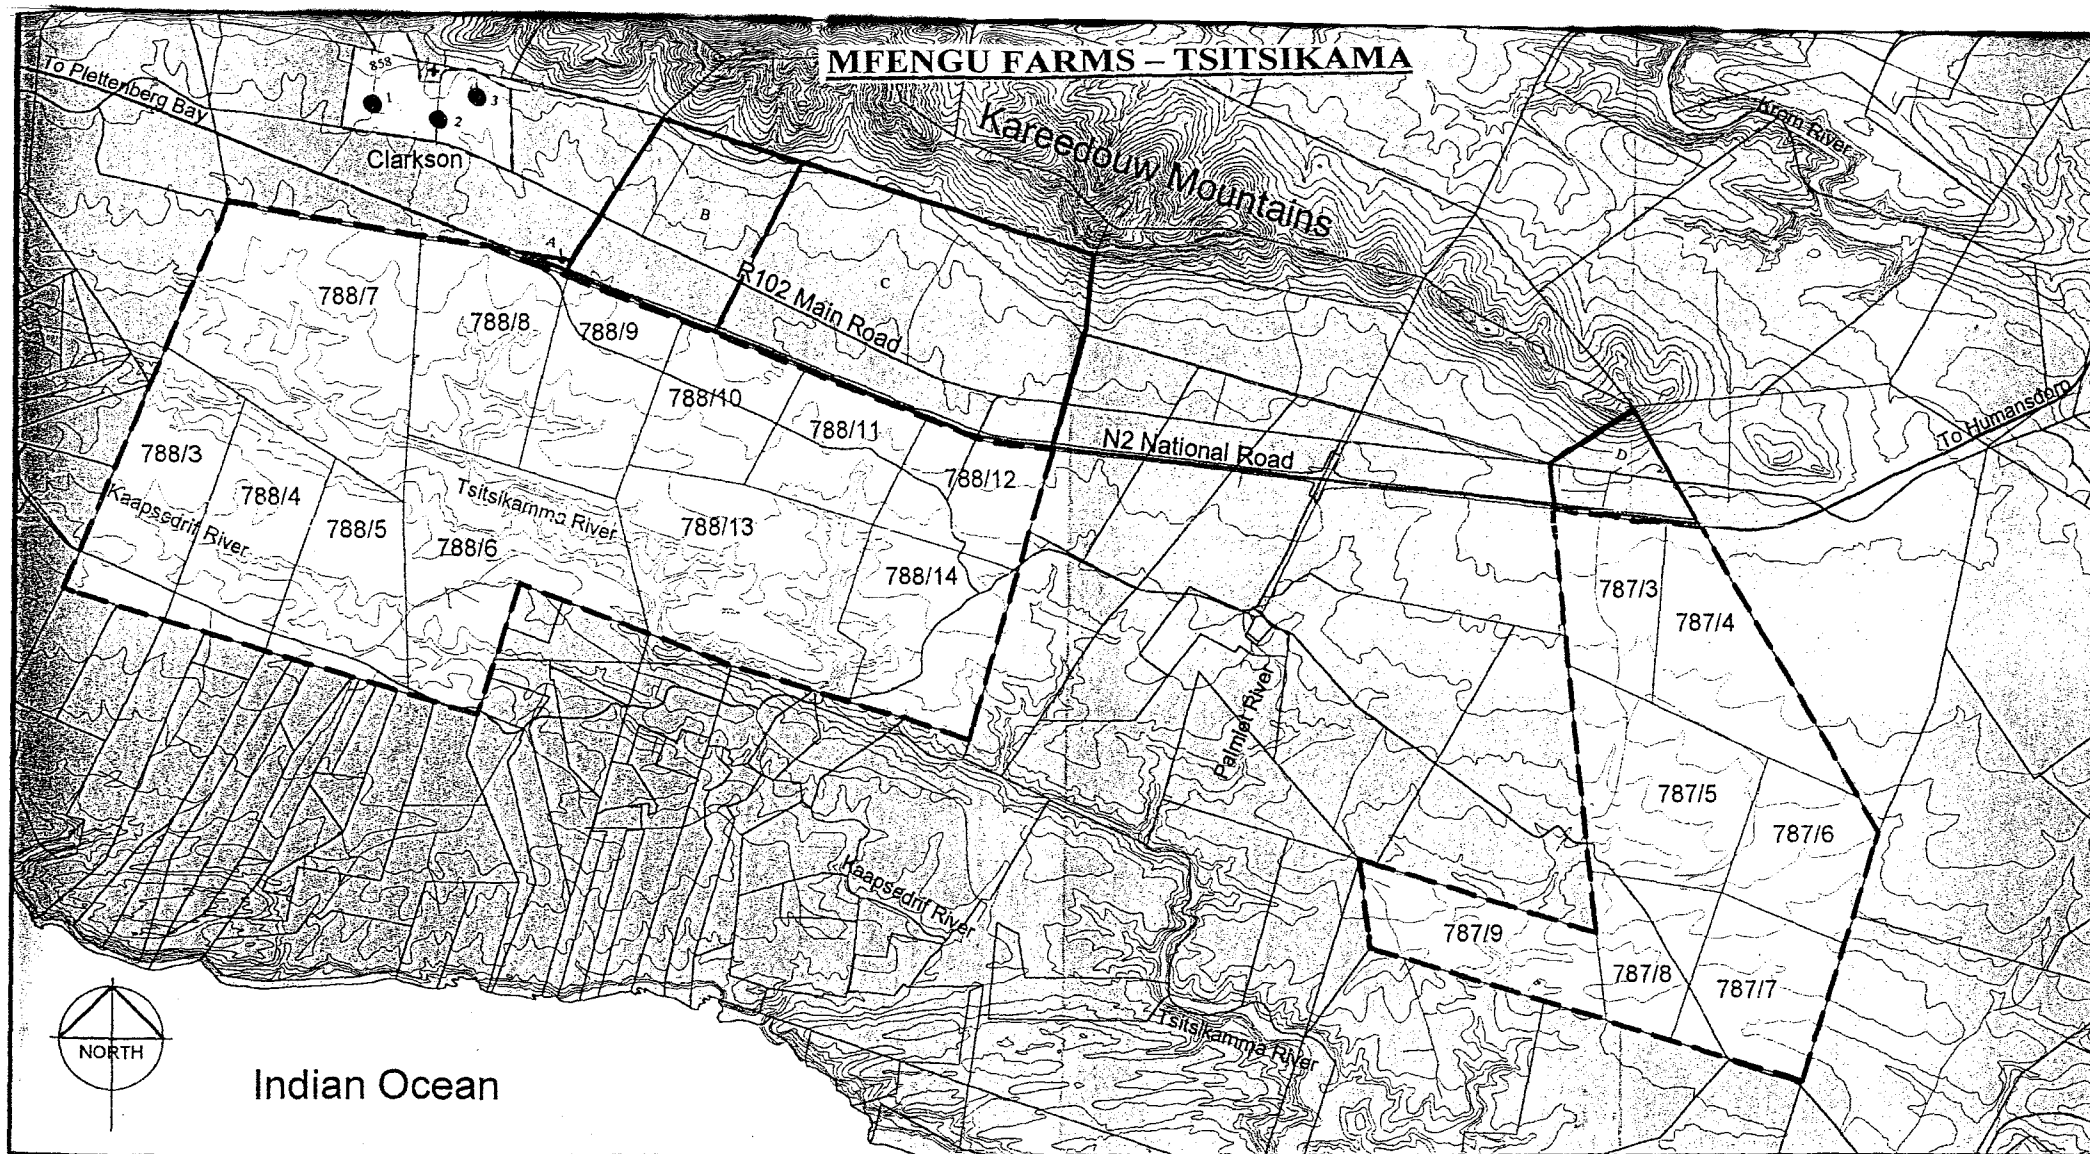 MFENGU FARMS – TSITSIKAMA
To Plettenberg Bay
858
1
3
2
Clarkson
Kareedouw Mountains
Krom River
A
B
C
R102 Main Road
788/7
788/8
788/9
788/10
788/11
788/12
N2 National Road
D
To Humansdorp
788/3
788/4
788/5
788/6
Kaapsedrif River
Tsitsikamma River
788/13
788/14
787/3
787/4
Palmiet River
787/5
787/6
Kaapsedrif River
787/9
787/8
787/7
Tsitsikamma River
NORTH
Indian Ocean